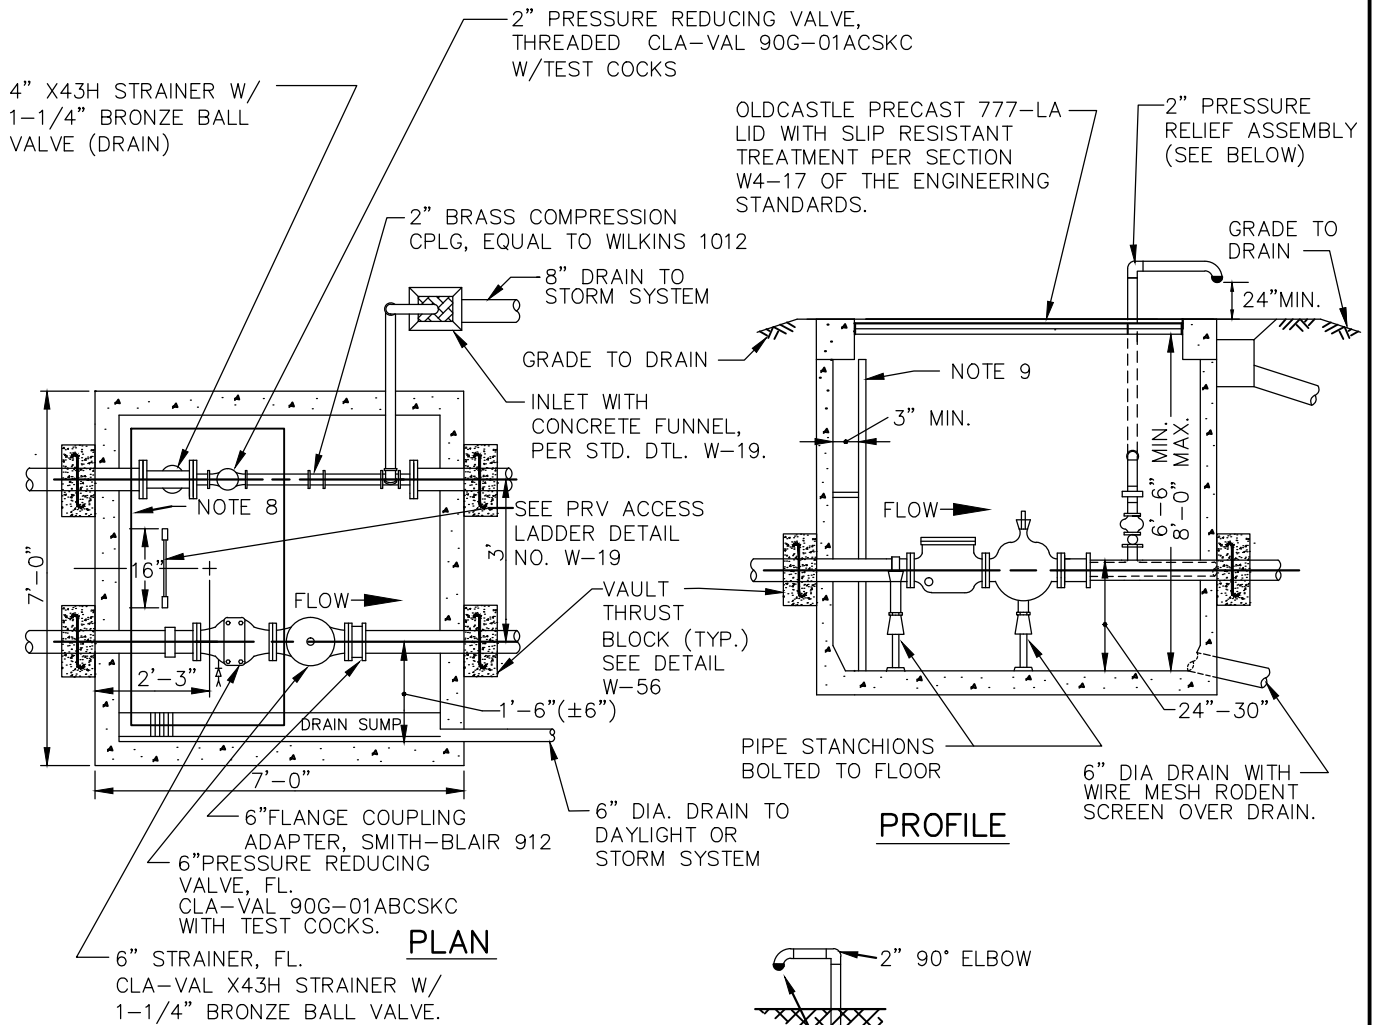 2” PRESSURE REDUCING VALVE,
THREADED CLA-VAL 90G-01ACSKC
W/TEST COCKS
4” X43H STRAINER W/
1-1/4” BRONZE BALL
VALVE (DRAIN)
2” BRASS COMPRESSION
CPLG, EQUAL TO WILKINS 1012
8” DRAIN TO
STORM SYSTEM
GRADE TO DRAIN
INLET WITH
CONCRETE FUNNEL,
PER STD. DTL. W-19.
NOTE 8
SEE PRV ACCESS
LADDER DETAIL
NO. W-19
3’
16”
7’-0”
FLOW
VAULT
THRUST
BLOCK (TYP.)
SEE DETAIL
W-56
2’-3”
1’-6”(±6”)
DRAIN SUMP
7’-0”
6”FLANGE COUPLING
ADAPTER, SMITH-BLAIR 912
6” DIA. DRAIN TO
DAYLIGHT OR
STORM SYSTEM
6”PRESSURE REDUCING
VALVE, FL.
CLA-VAL 90G-01ABCSKC
WITH TEST COCKS.
PLAN
6” STRAINER, FL.
CLA-VAL X43H STRAINER W/
1-1/4” BRONZE BALL VALVE.
OLDCASTLE PRECAST 777-LA
LID WITH SLIP RESISTANT
TREATMENT PER SECTION
W4-17 OF THE ENGINEERING
STANDARDS.
2” PRESSURE
RELIEF ASSEMBLY
(SEE BELOW)
GRADE TO
DRAIN
24”MIN.
NOTE 9
3” MIN.
6’-6” MIN.
8’-0” MAX.
FLOW
24”-30”
PIPE STANCHIONS
BOLTED TO FLOOR
6” DIA DRAIN WITH
WIRE MESH RODENT
SCREEN OVER DRAIN.
PROFILE
2” 90° ELBOW